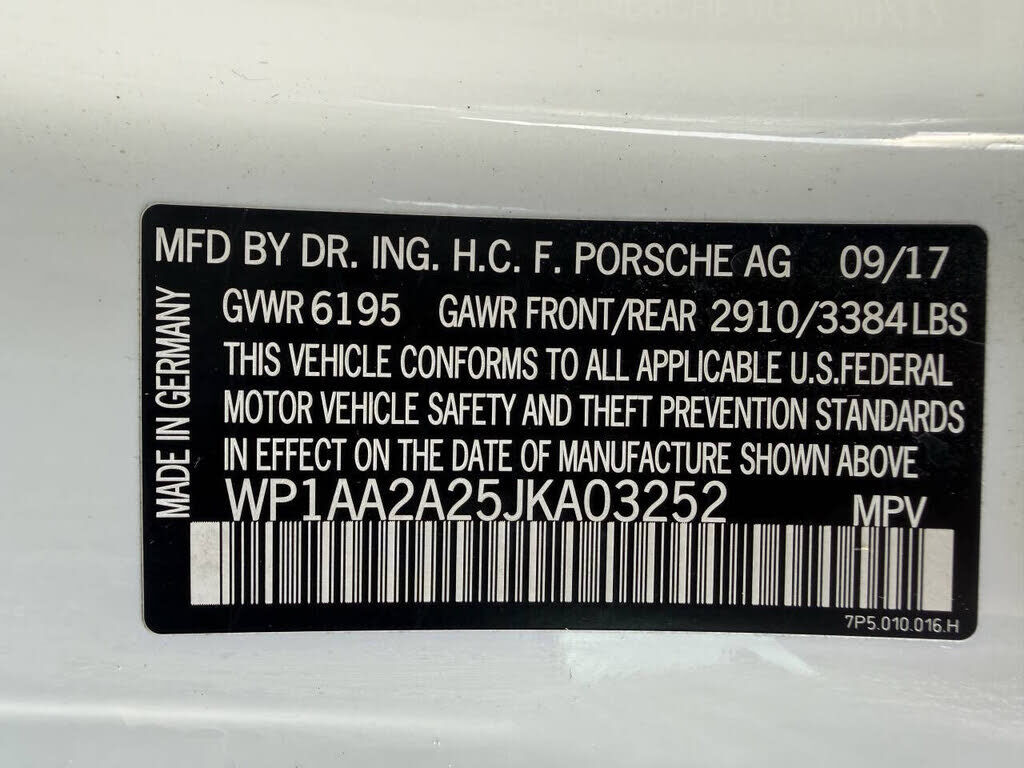 MFD BY DR. ING. H.C. F. PORSCHE AG 09/17
GVWR 6195 GAWR FRONT/REAR 2910/3384 LBS
THIS VEHICLE CONFORMS TO ALL APPLICABLE U.S.FEDERAL
MOTOR VEHICLE SAFETY AND THEFT PREVENTION STANDARDS
IN EFFECT ON THE DATE OF MANUFACTURE SHOWN ABOVE
WP1AA2A25JKA03252 MPV
7P5.010.016.H
MADE IN GERMANY